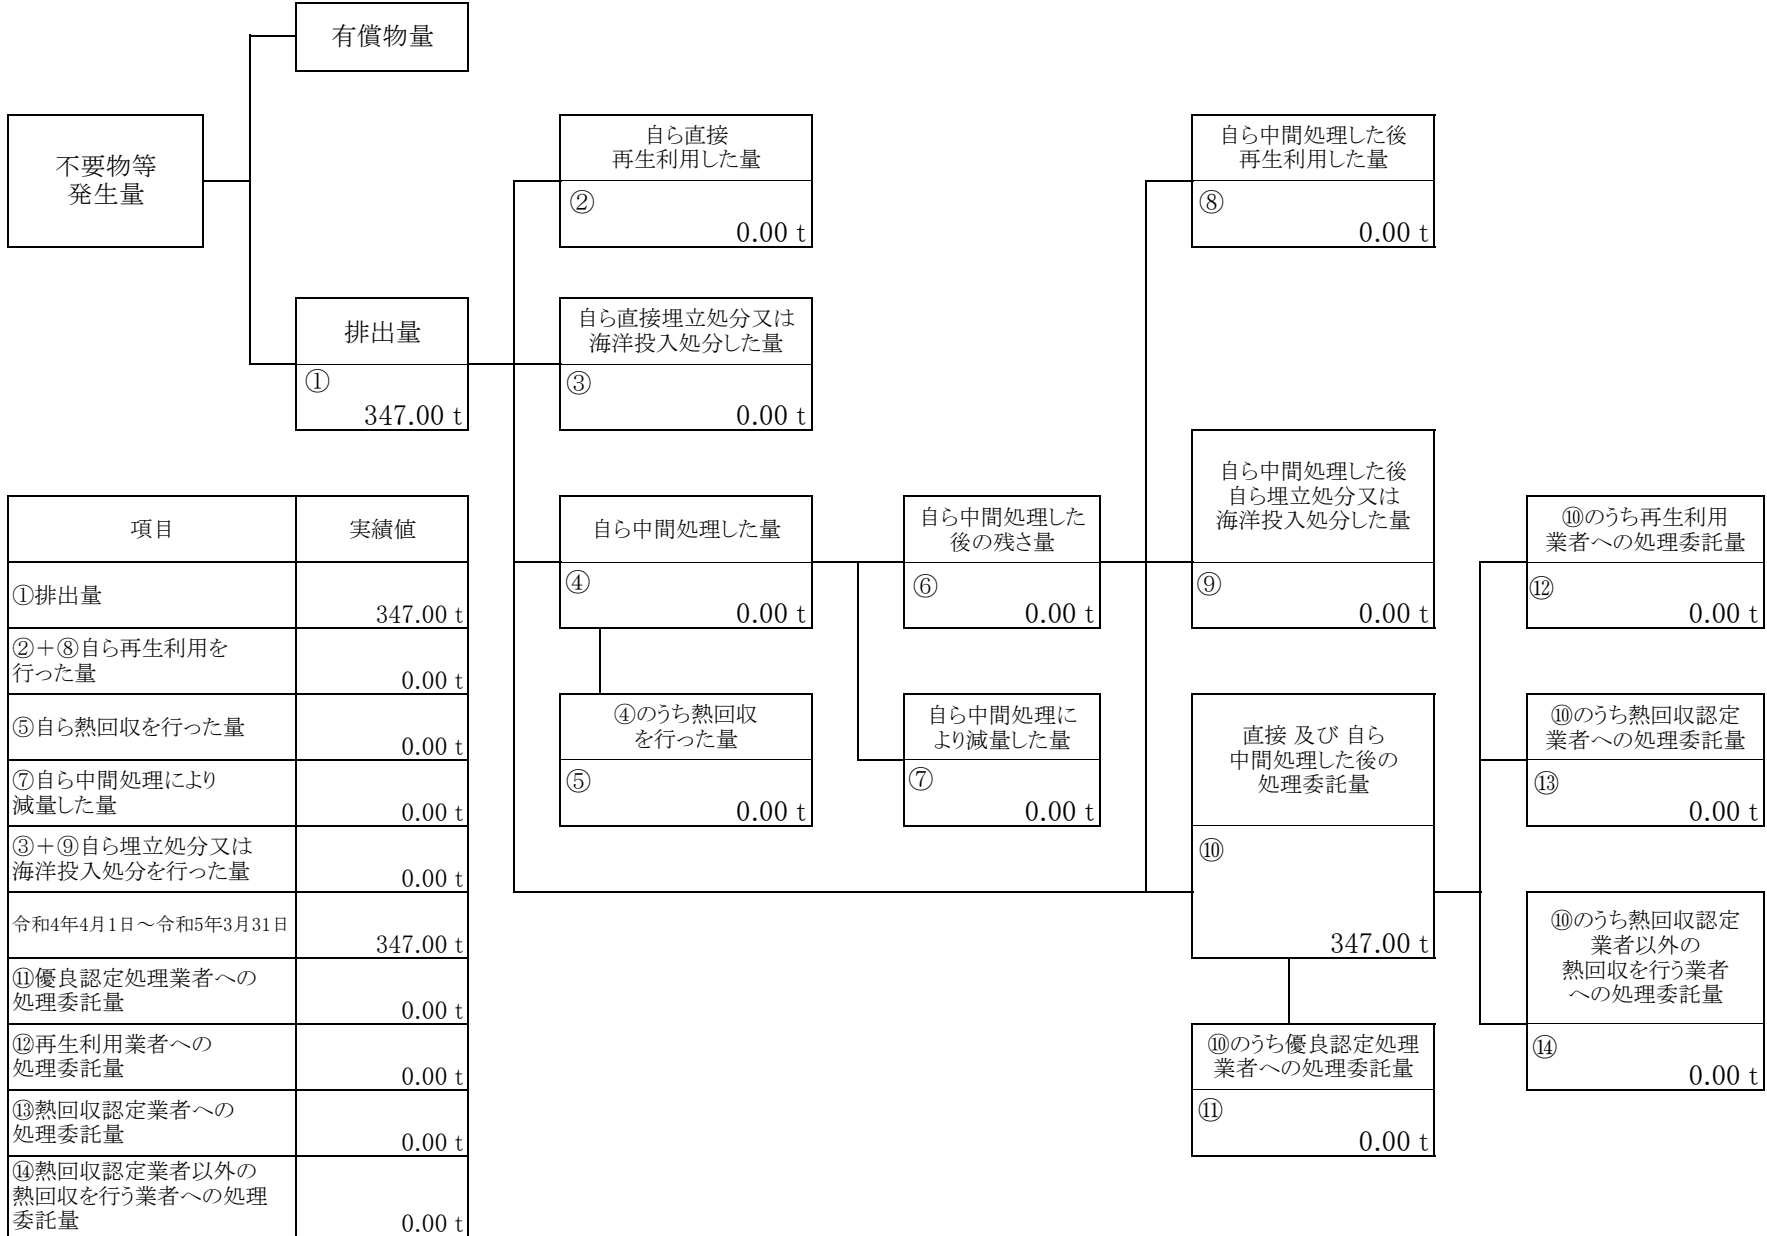 有償物量
不要物等
発生量
自ら直接
再生利用した量
②
0.00 t
自ら中間処理した後
再生利用した量
⑧
0.00 t
排出量
①
347.00 t
自ら直接埋立処分又は
海洋投入処分した量
③
0.00 t
自ら中間処理した量
④
0.00 t
自ら中間処理した
後の残さ量
⑥
0.00 t
自ら中間処理した後
自ら埋立処分又は
海洋投入処分した量
⑨
0.00 t
⑩のうち再生利用
業者への処理委託量
⑫
0.00 t
④のうち熱回収
を行った量
⑤
0.00 t
自ら中間処理に
より減量した量
⑦
0.00 t
直接 及び 自ら
中間処理した後の
処理委託量
⑩
347.00 t
⑩のうち熱回収認定
業者への処理委託量
⑬
0.00 t
⑩のうち熱回収認定
業者以外の
熱回収を行う業者
への処理委託量
⑭
0.00 t
⑩のうち優良認定処理
業者への処理委託量
⑪
0.00 t
項目
実績値
①排出量
347.00 t
②＋⑧自ら再生利用を
行った量
0.00 t
⑤自ら熱回収を行った量
0.00 t
⑦自ら中間処理により
減量した量
0.00 t
③＋⑨自ら埋立処分又は
海洋投入処分を行った量
0.00 t
令和4年4月1日～令和5年3月31日
347.00 t
⑪優良認定処理業者への
処理委託量
0.00 t
⑫再生利用業者への
処理委託量
0.00 t
⑬熱回収認定業者への
処理委託量
0.00 t
⑭熱回収認定業者以外の
熱回収を行う業者への処理
委託量
0.00 t